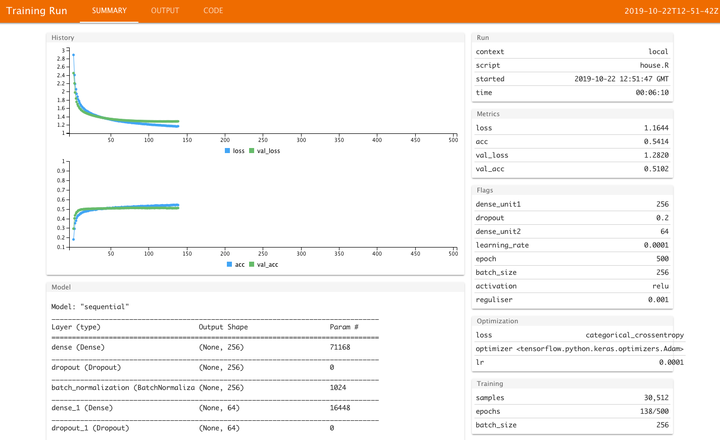 Training Run SUMMARY OUTPUT CODE 2019-10-22T12-51-42Z
History
3
2.8
2.6
2.4
2.2
2
1.8
1.6
1.4
1.2
1
50 100 150 200 250 300 350 400 450 500
loss val_loss
1
0.9
0.8
0.7
0.6
0.5
0.4
0.3
0.2
0.1
50 100 150 200 250 300 350 400 450 500
acc val_acc
Model
Model: "sequential"
Layer (type) Output Shape Param #
dense (Dense) (None, 256) 71168
dropout (Dropout) (None, 256) 0
batch_normalization (BatchNormaliza (None, 256) 1024
dense_1 (Dense) (None, 64) 16448
dropout_1 (Dropout) (None, 64) 0
Run
context local
script house.R
started 2019-10-22 12:51:47 GMT
time 00:06:10
Metrics
loss 1.1644
acc 0.5414
val_loss 1.2820
val_acc 0.5102
Flags
dense_unit1 256
dropout 0.2
dense_unit2 64
learning_rate 0.0001
epoch 500
batch_size 256
activation relu
reguliser 0.001
Optimization
loss categorical_crossentropy
optimizer <tensorflow.python.keras.optimizers.Adam>
lr 0.0001
Training
samples 30,512
epochs 138/500
batch_size 256